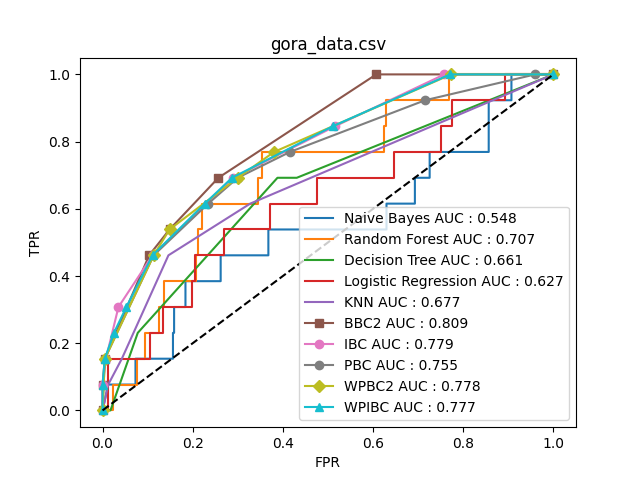 gora_data.csv
TPR
1.0
0.8
0.6
0.4
0.2
0.0
Naive Bayes AUC : 0.548
Random Forest AUC : 0.707
Decision Tree AUC : 0.661
Logistic Regression AUC : 0.627
KNN AUC : 0.677
BBC2 AUC : 0.809
IBC AUC : 0.779
PBC AUC : 0.755
WPBC2 AUC : 0.778
WPIBC AUC : 0.777
0.0 0.2 0.4 0.6 0.8 1.0
FPR